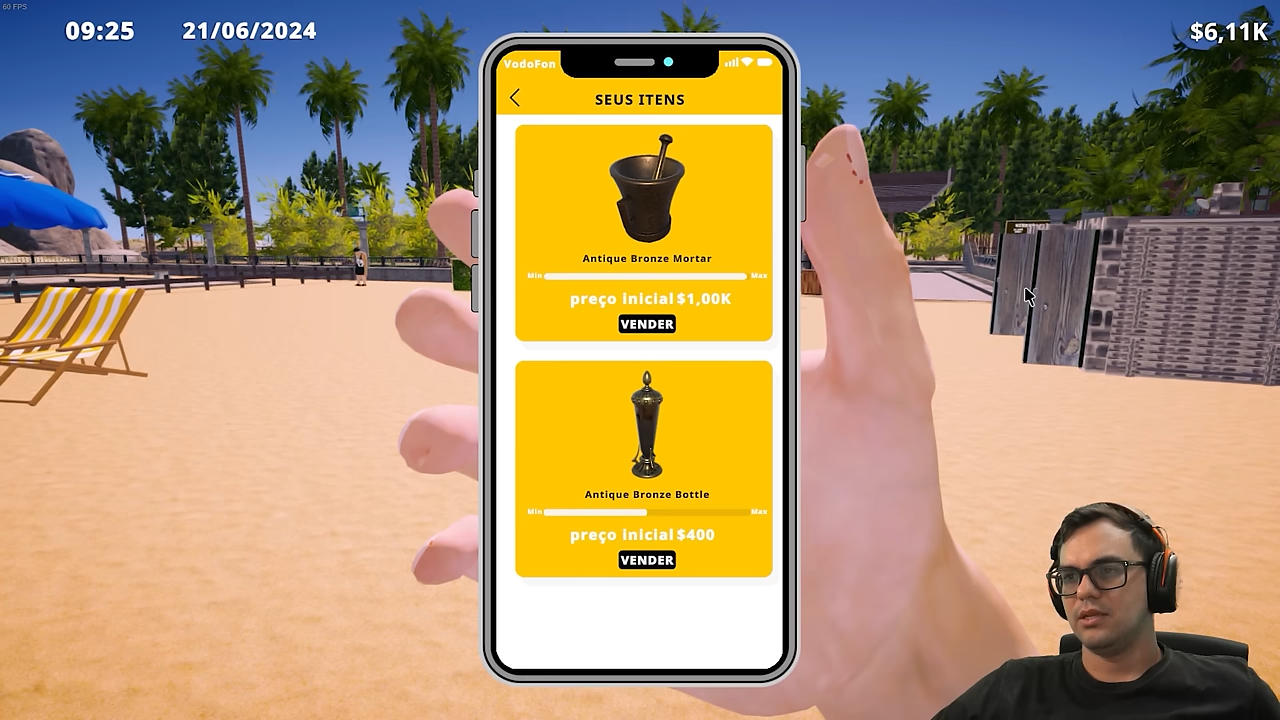 60 FPS
09:25 21/06/2024
$6,11K
VodoFon
SEUS ITENS
Antique Bronze Mortar
Min Max
preço inicial $1,00K
VENDER
Antique Bronze Bottle
Min Max
preço inicial $400
VENDER